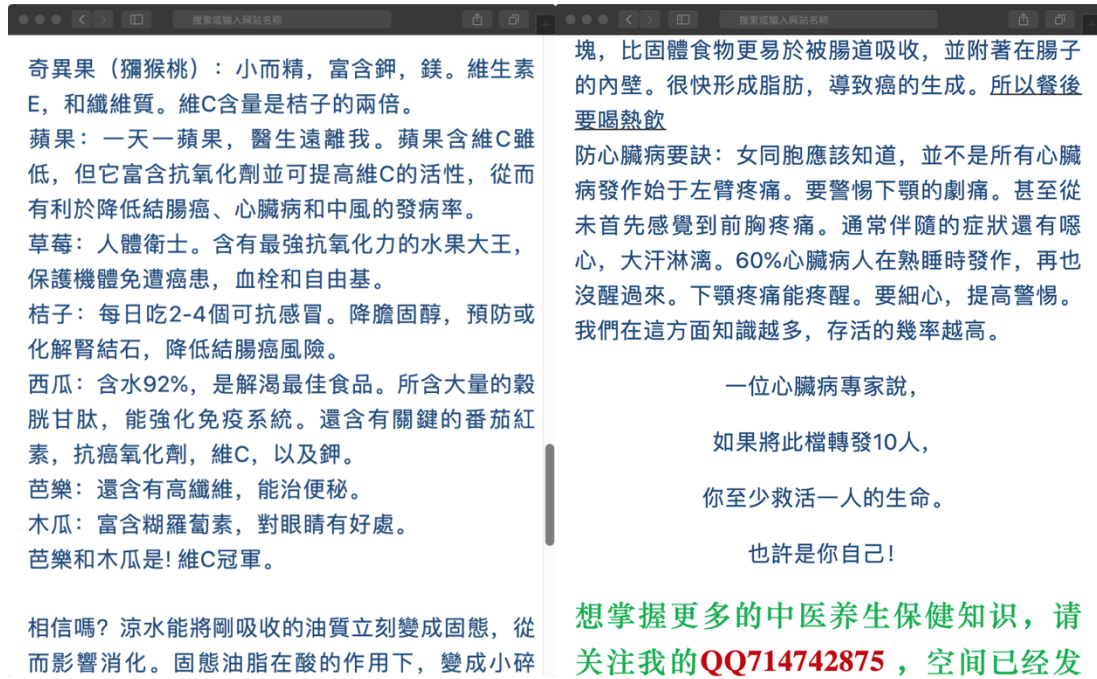 搜索或输入网站名称
奇異果（獼猴桃）：小而精，富含鉀，鎂。維生素
E，和纖維質。維C含量是桔子的兩倍。
蘋果：一天一蘋果，醫生遠離我。蘋果含維C雖
低，但它富含抗氧化劑並可提高維C的活性，從而
有利於降低結腸癌、心臟病和中風的發病率。
草莓：人體衛士。含有最強抗氧化力的水果大王，
保護機體免遭癌患，血栓和自由基。
桔子：每日吃2-4個可抗感冒。降膽固醇，預防或
化解腎結石，降低結腸癌風險。
西瓜：含水92%，是解渴最佳食品。所含大量的穀
胱甘肽，能強化免疫系統。還含有關鍵的番茄紅
素，抗癌氧化劑，維C，以及鉀。
芭樂：還含有高纖維，能治便秘。
木瓜：富含糊羅蔔素，對眼睛有好處。
芭樂和木瓜是! 維C冠軍。
相信嗎？涼水能將剛吸收的油質立刻變成固態，從
而影響消化。固態油脂在酸的作用下，變成小碎
搜索或输入网站名称
塊，比固體食物更易於被腸道吸收，並附著在腸子
的內壁。很快形成脂肪，導致癌的生成。所以餐後
要喝熱飲
防心臟病要訣：女同胞應該知道，並不是所有心臟
病發作始于左臂疼痛。要警惕下顎的劇痛。甚至從
未首先感覺到前胸疼痛。通常伴隨的症狀還有噁
心，大汗淋漓。60%心臟病人在熟睡時發作，再也
沒醒過來。下顎疼痛能疼醒。要細心，提高警惕。
我們在這方面知識越多，存活的幾率越高。
一位心臟病專家說，
如果將此檔轉發10人，
你至少救活一人的生命。
也許是你自己！
想掌握更多的中医养生保健知识，请
关注我的QQ714742875 ，空间已经发